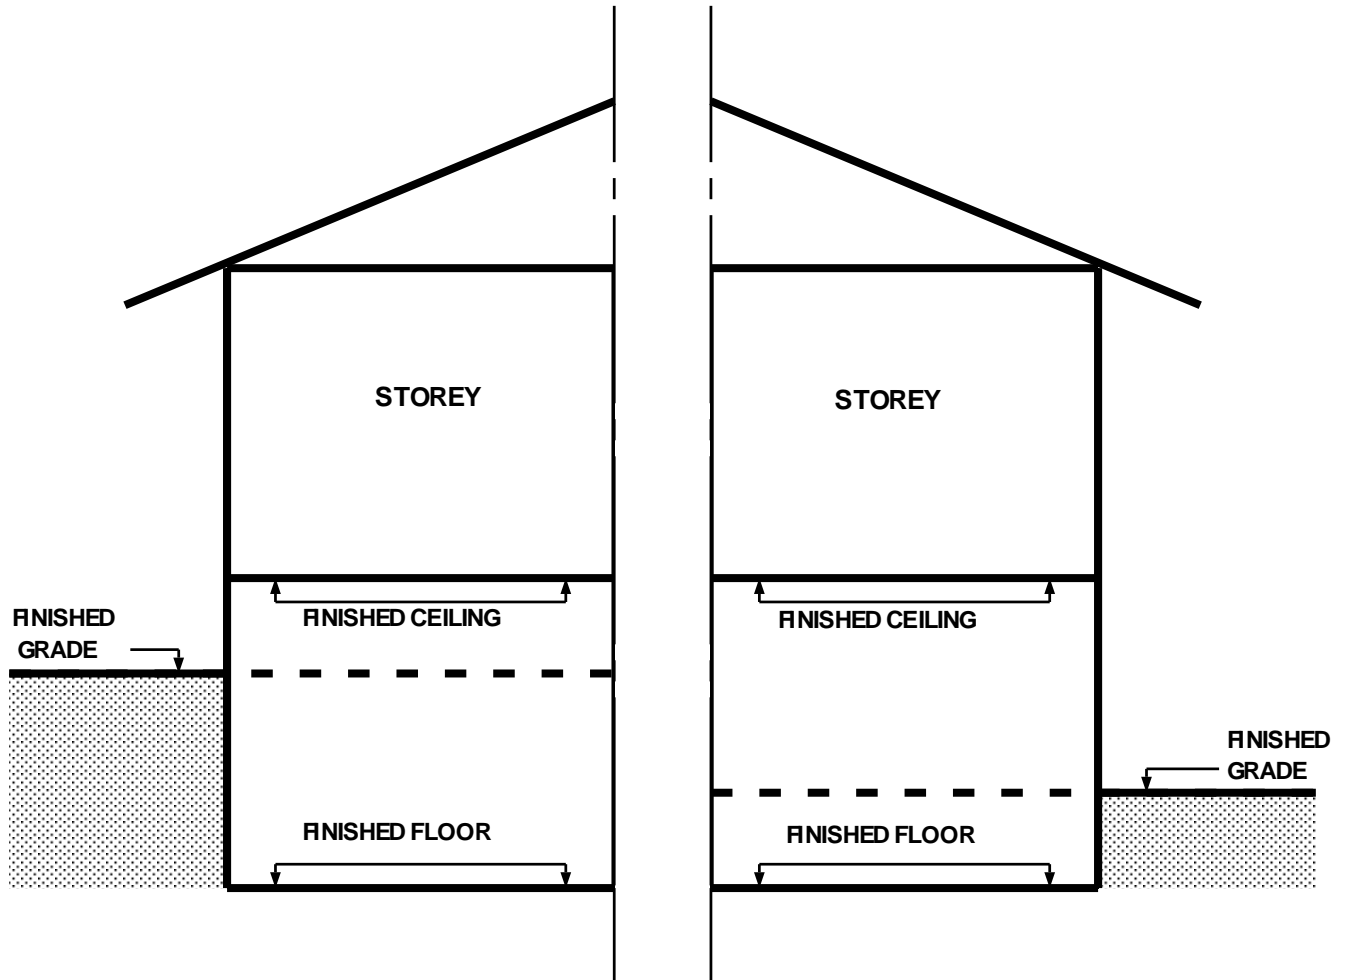 STOREY
STOREY
FINISHED CEILING
FINISHED CEILING
FINISHED
GRADE
FINISHED
GRADE
FINISHED FLOOR
FINISHED FLOOR